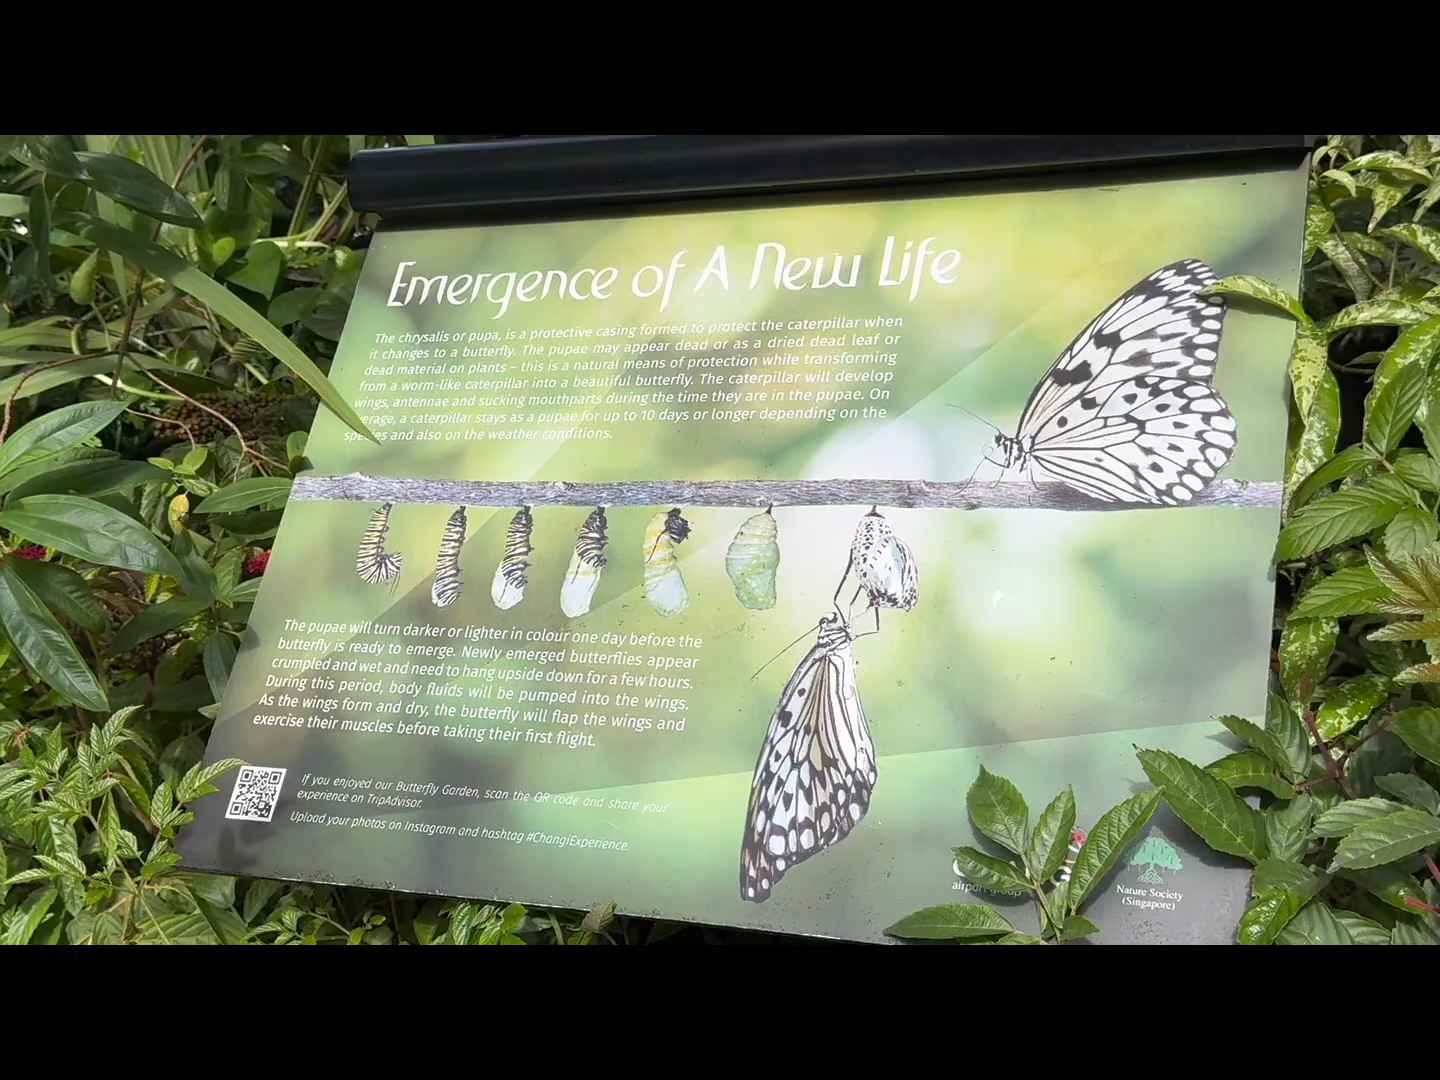 Emergence of A New Life
The chrysalis or pupa, is a protective casing formed to protect the caterpillar when
it changes to a butterfly. The pupae may appear dead or as a dried dead leaf or
dead material on plants – this is a natural means of protection while transforming
from a worm-like caterpillar into a beautiful butterfly. The caterpillar will develop
wings, antennae and sucking mouthparts during the time they are in the pupae. On
erage, a caterpillar stays as a pupae for up to 10 days or longer depending on the
species and also on the weather conditions.
The pupae will turn darker or lighter in colour one day before the
butterfly is ready to emerge. Newly emerged butterflies appear
crumpled and wet and need to hang upside down for a few hours.
During this period, body fluids will be pumped into the wings.
As the wings form and dry, the butterfly will flap the wings and
exercise their muscles before taking their first flight.
If you enjoyed our Butterfly Garden, scan the QR code and share your
experience on TripAdvisor.
Upload your photos on Instagram and hashtag #ChangiExperience.
airport group
Nature Society
(Singapore)